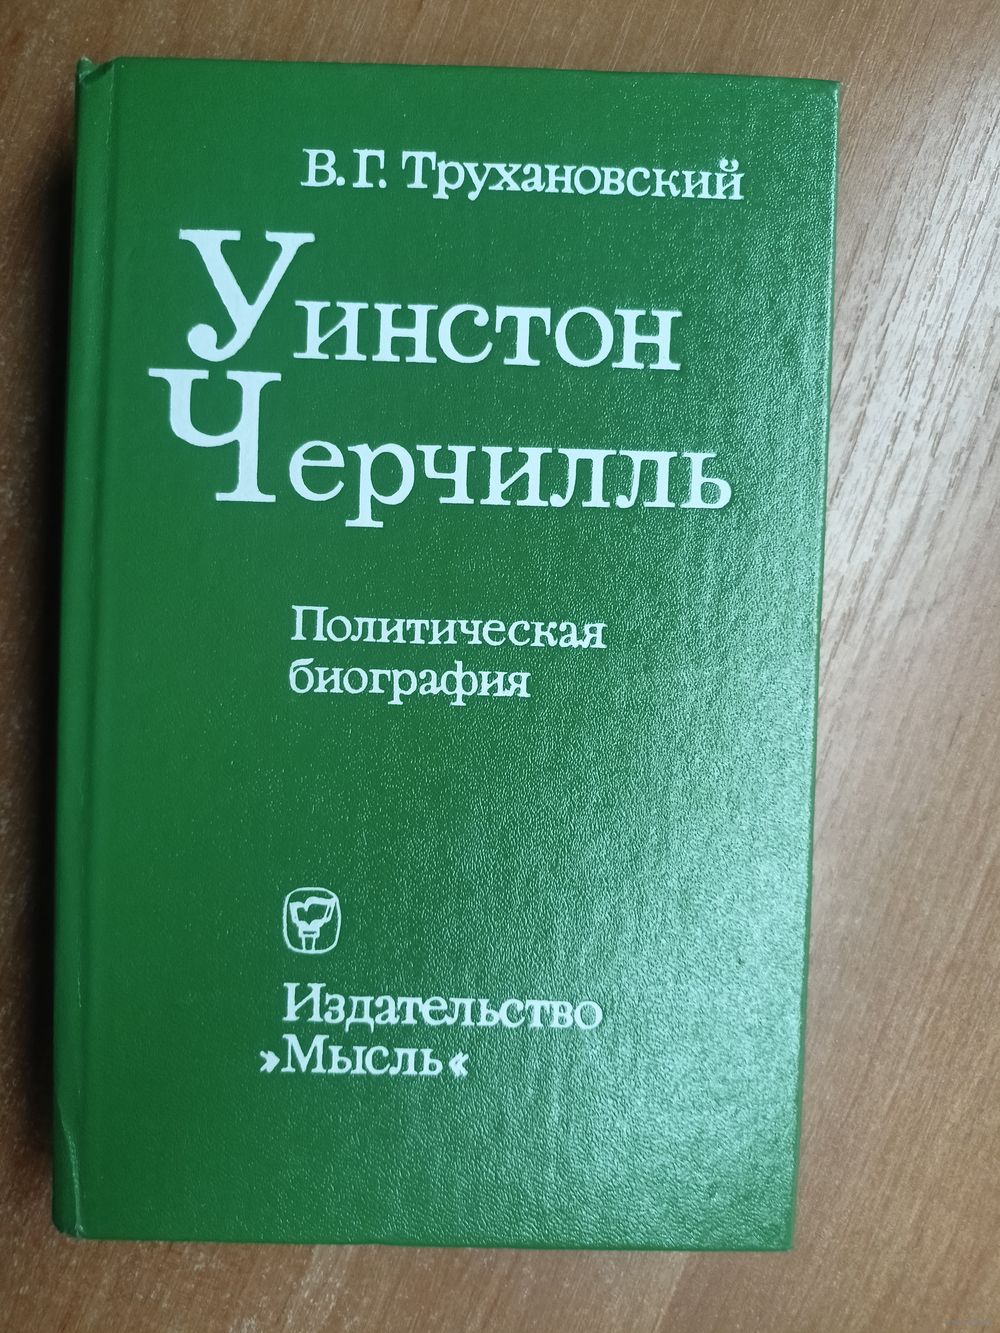 В. Г. Трухановский
Уинстон
Черчилль
Политическая
биография
Издательство
»Мысль«